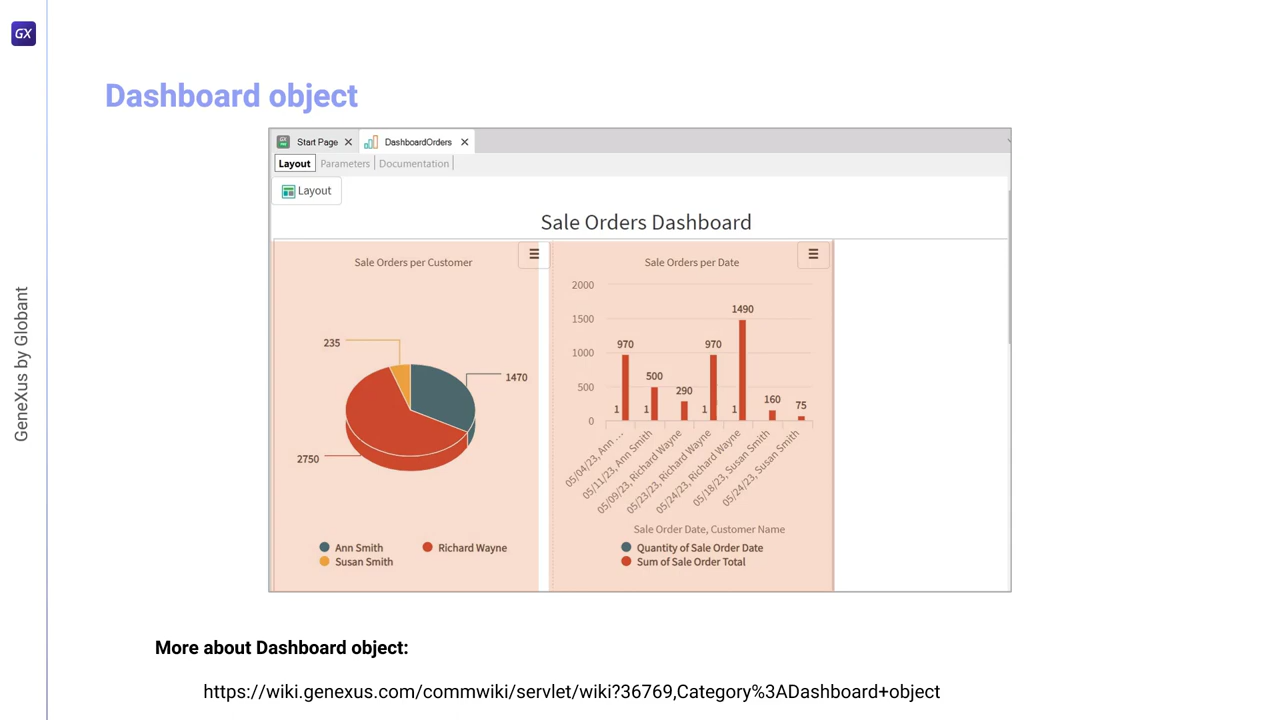 GX
GeneXus by Globant
Dashboard object
Start Page
DashboardOrders
Layout
Parameters
Documentation
Layout
Sale Orders Dashboard
Sale Orders per Customer
235
1470
2750
Ann Smith
Richard Wayne
Susan Smith
Sale Orders per Date
2000
1500
1000
500
0
970
500
290
970
1490
160
75
1
1
1
1
05/04/23, Ann ...
05/11/23, Ann Smith
05/09/23, Richard Wayne
05/23/23, Richard Wayne
05/24/23, Richard Wayne
05/18/23, Susan Smith
05/24/23, Susan Smith
Sale Order Date, Customer Name
Quantity of Sale Order Date
Sum of Sale Order Total
More about Dashboard object:
https://wiki.genexus.com/commwiki/servlet/wiki?36769,Category%3ADashboard+object